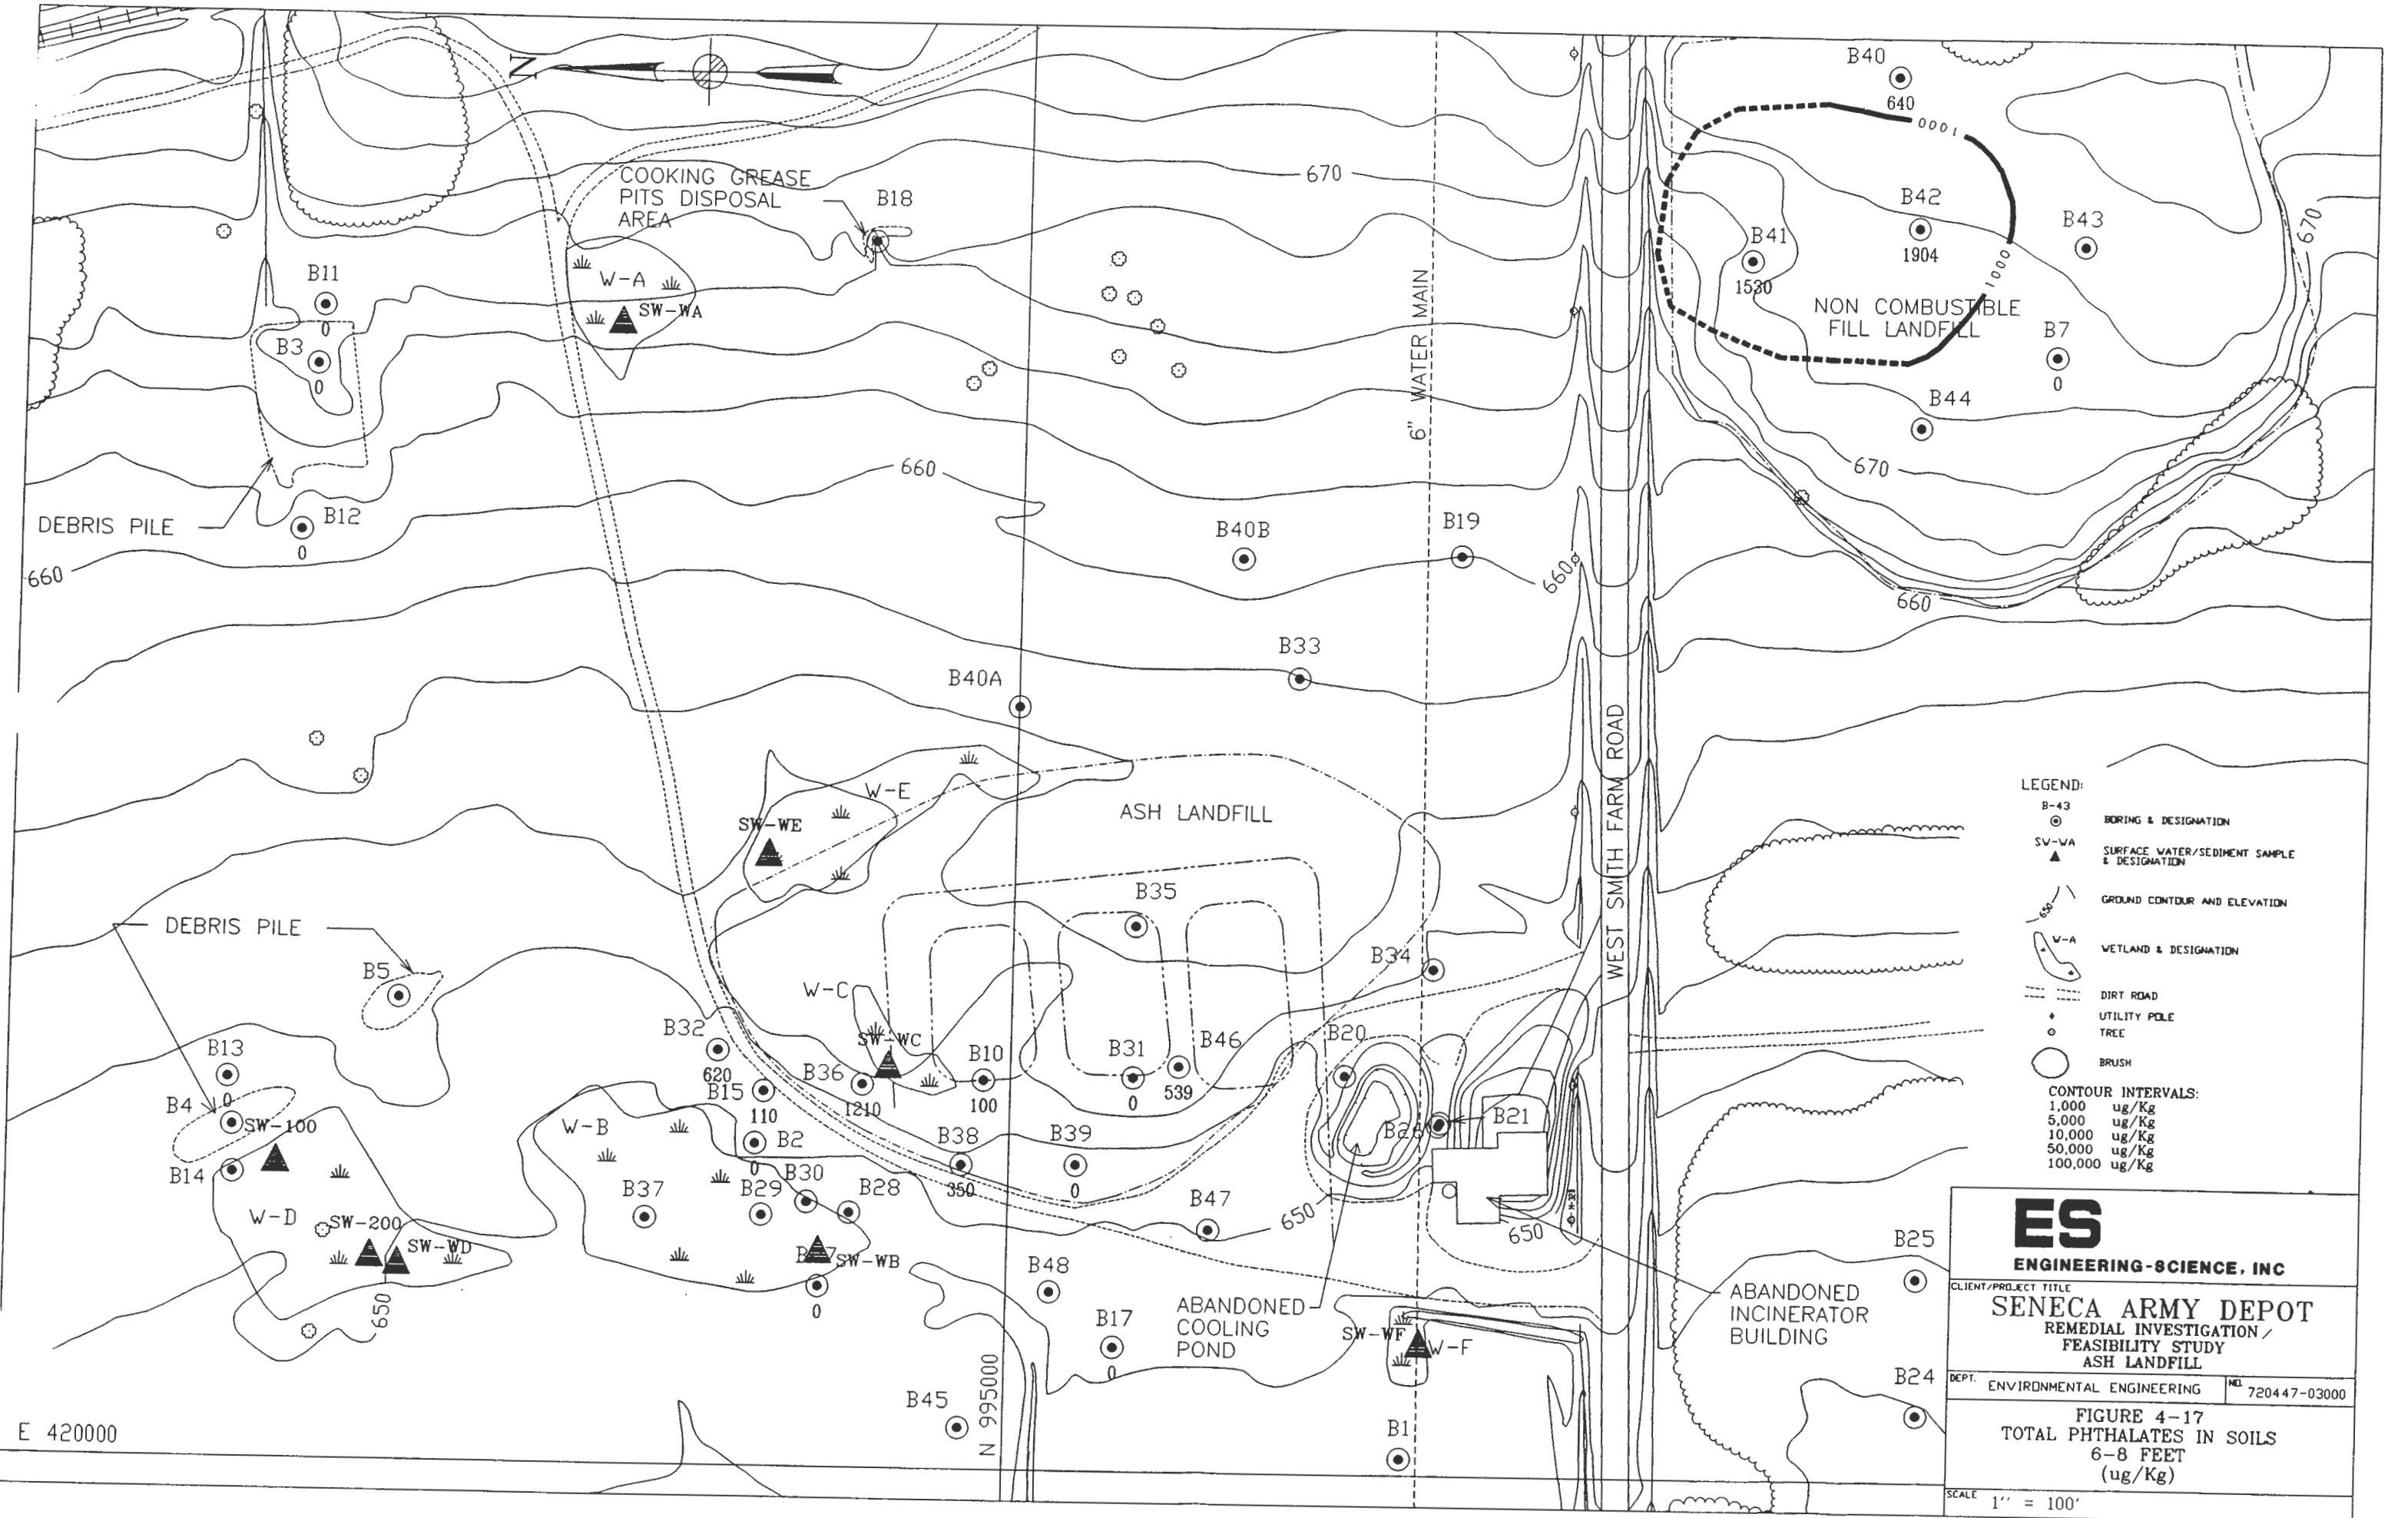 N
B40
640
1000
COOKING GREASE
PITS DISPOSAL
AREA
B18
670
B42
1904
B43
B41
1530
1000
670
W-A
SW-WA
B11
0
B3
0
6" WATER MAIN
NON COMBUSTIBLE
FILL LANDFILL
B7
0
B44
670
660
DEBRIS PILE
B12
0
B40B
B19
660
660
660
B33
B40A
WEST SMITH FARM ROAD
W-E
SW-WE
ASH LANDFILL
B35
DEBRIS PILE
B5
B34
W-C
SW-WC
B32
620
B15
110
B36
1210
B10
100
B31
0
B46
539
B20
B13
0
B4
SW-100
B14
W-B
B2
0
B38
350
B39
0
B21
B30
B37
B29
B28
B47
650
650
W-D
SW-200
SW-WD
SW-WB
0
650
B48
B17
0
ABANDONED
COOLING
POND
SW-WF
W-F
ABANDONED
INCINERATOR
BUILDING
B25
B24
B45
N 995000
B1
E 420000
LEGEND:
B-43
BORING & DESIGNATION
SW-WA
SURFACE WATER/SEDIMENT SAMPLE
& DESIGNATION
650
GROUND CONTOUR AND ELEVATION
W-A
WETLAND & DESIGNATION
DIRT ROAD
UTILITY POLE
TREE
BRUSH
CONTOUR INTERVALS:
1,000 ug/Kg
5,000 ug/Kg
10,000 ug/Kg
50,000 ug/Kg
100,000 ug/Kg
ES
ENGINEERING-SCIENCE, INC
CLIENT/PROJECT TITLE
SENECA ARMY DEPOT
REMEDIAL INVESTIGATION/
FEASIBILITY STUDY
ASH LANDFILL
DEPT. ENVIRONMENTAL ENGINEERING
NO. 720447-03000
FIGURE 4-17
TOTAL PHTHALATES IN SOILS
6-8 FEET
(ug/Kg)
SCALE 1'' = 100'